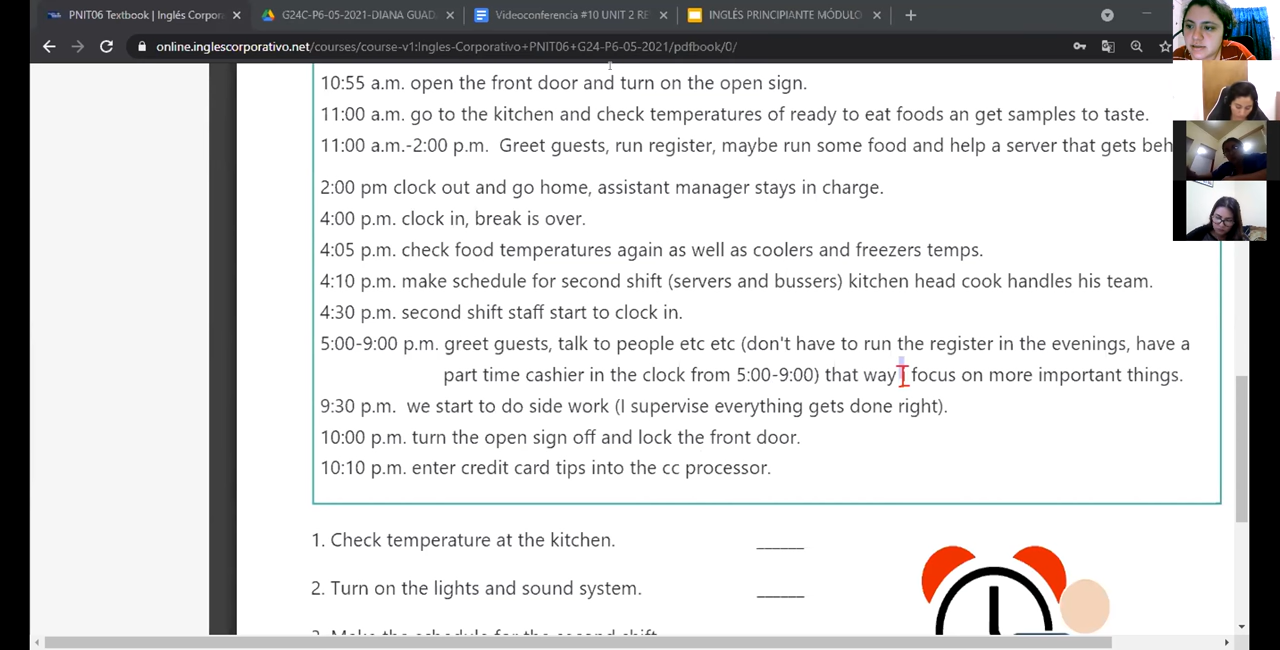 PNIT06 Textbook | Inglés Corpor
G24C-P6-05-2021-DIANA GUAD
Videoconferencia #10 UNIT 2 RE
INGLÉS PRINCIPIANTE MÓDULO
online.inglescorporativo.net/courses/course-v1:Ingles-Corporativo+PNIT06+G24-P6-05-2021/pdfbook/0/
10:55 a.m. open the front door and turn on the open sign.
11:00 a.m. go to the kitchen and check temperatures of ready to eat foods an get samples to taste.
11:00 a.m.-2:00 p.m. Greet guests, run register, maybe run some food and help a server that gets beh
2:00 pm clock out and go home, assistant manager stays in charge.
4:00 p.m. clock in, break is over.
4:05 p.m. check food temperatures again as well as coolers and freezers temps.
4:10 p.m. make schedule for second shift (servers and bussers) kitchen head cook handles his team.
4:30 p.m. second shift staff start to clock in.
5:00-9:00 p.m. greet guests, talk to people etc etc (don't have to run the register in the evenings, have a
part time cashier in the clock from 5:00-9:00) that way I focus on more important things.
9:30 p.m. we start to do side work (I supervise everything gets done right).
10:00 p.m. turn the open sign off and lock the front door.
10:10 p.m. enter credit card tips into the cc processor.
1. Check temperature at the kitchen. ______
2. Turn on the lights and sound system. ______
3. Make the schedule for the second shift